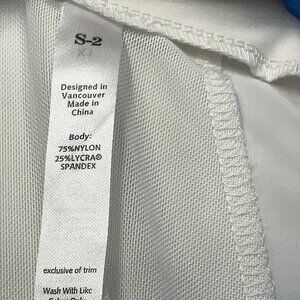 S-2
Designed in
Vancouver
Made in
China
Body:
75%NYLON
25%LYCRA®
SPANDEX
exclusive of trim
Wash With Like